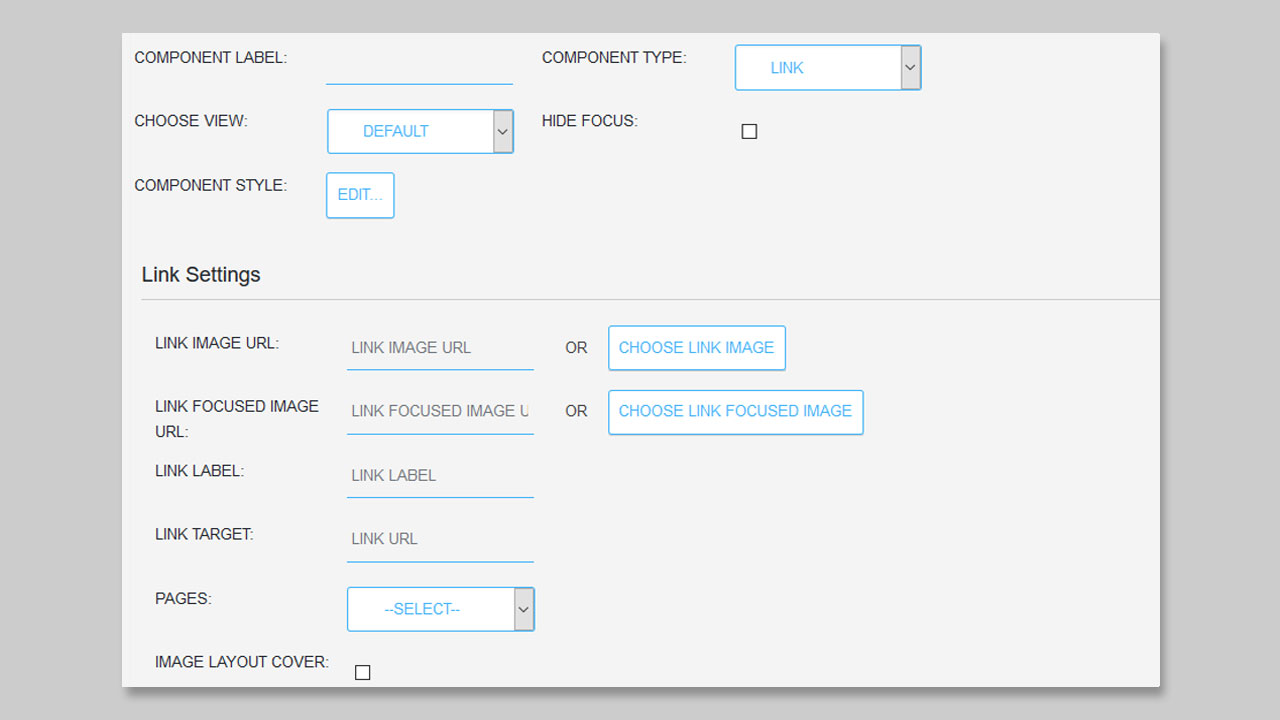 COMPONENT LABEL:
COMPONENT TYPE:
LINK
CHOOSE VIEW:
DEFAULT
HIDE FOCUS:
COMPONENT STYLE:
EDIT...
Link Settings
LINK IMAGE URL:
LINK IMAGE URL
OR
CHOOSE LINK IMAGE
LINK FOCUSED IMAGE
URL:
LINK FOCUSED IMAGE U
OR
CHOOSE LINK FOCUSED IMAGE
LINK LABEL:
LINK LABEL
LINK TARGET:
LINK URL
PAGES:
--SELECT--
IMAGE LAYOUT COVER: